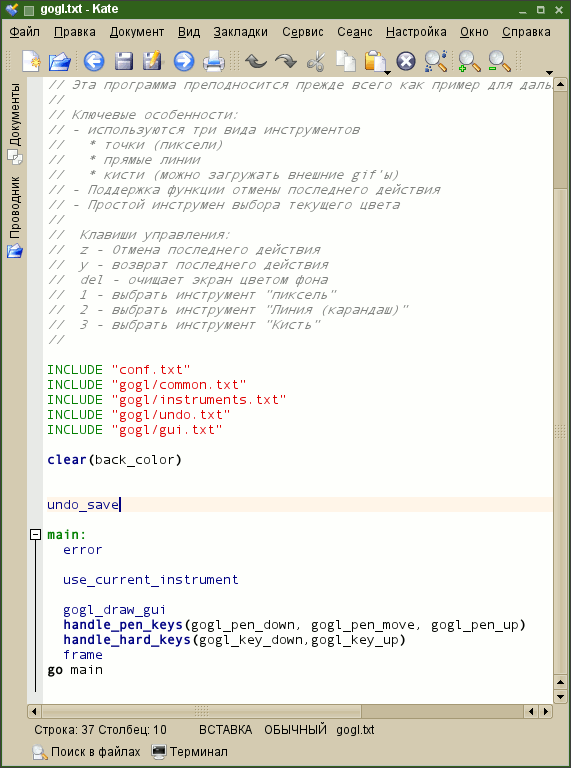 gogl.txt - Kate
Файл Правка Документ Вид Закладки Сервис Сеанс Настройка Окно Справка
Документы
Проводник
// Эта программа преподносится прежде всего как пример для даль
//
// Ключевые особенности:
// - используются три вида инструментов
//   * точки (пиксели)
//   * прямые линии
//   * кисти (можно загружать внешние gif'ы)
// - Поддержка функции отмены последнего действия
// - Простой инструмен выбора текущего цвета
//
//  Клавиши управления:
//  z - Отмена последнего действия
//  y - возврат последнего действия
//  del - очищает экран цветом фона
//  1 - выбрать инструмент "пиксель"
//  2 - выбрать инструмент "Линия (карандаш)"
//  3 - выбрать инструмент "Кисть"
//
INCLUDE "conf.txt"
INCLUDE "gogl/common.txt"
INCLUDE "gogl/instruments.txt"
INCLUDE "gogl/undo.txt"
INCLUDE "gogl/gui.txt"
clear(back_color)
undo_save
main:
  error
  use_current_instrument
  gogl_draw_gui
  handle_pen_keys(gogl_pen_down, gogl_pen_move, gogl_pen_up)
  handle_hard_keys(gogl_key_down,gogl_key_up)
  frame
go main
Строка: 37 Столбец: 10 ВСТАВКА ОБЫЧНЫЙ gogl.txt
Поиск в файлах Терминал